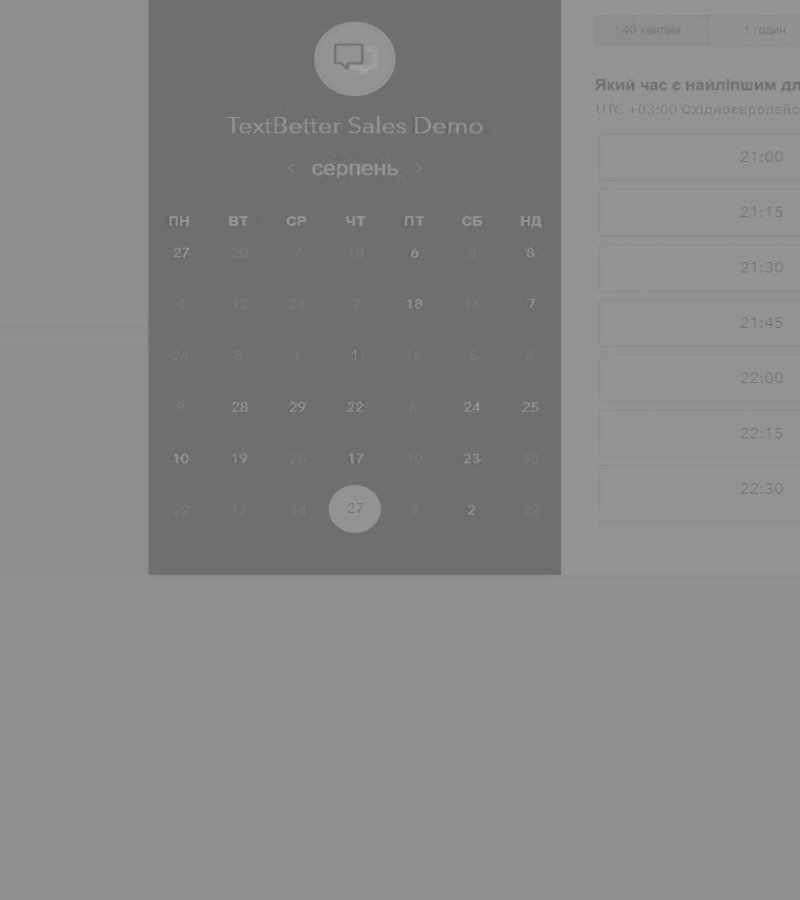 TextBetter Sales Demo
серпень
ПН ВТ СР ЧТ ПТ СБ НД
27 20 7 18 6 3 8
4 12 24 7 18 16 7
24 8 1 1 16 5 6
9 28 29 22 6 24 25
10 19 26 17 10 23 30
22 17 14 27 3 2 22
40 хвилин 1 годин
Який час є найліпшим дл
UTC +03:00 Східноєвропейс
21:00
21:15
21:30
21:45
22:00
22:15
22:30